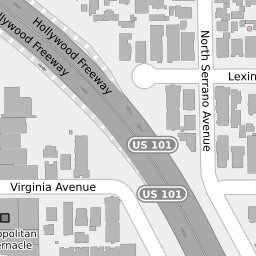 Hollywood Freeway
Hollywood Freeway
North Serrano Avenue
Lexin
US 101
Virginia Avenue
US 101
opolitan
ernacle